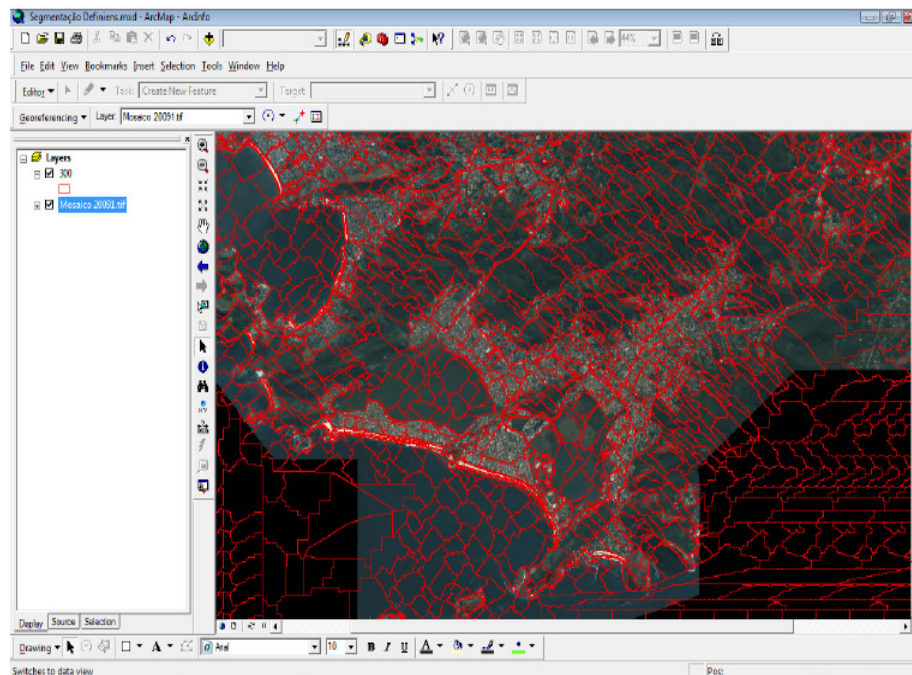 Segmentação Definiens.mxd - ArcMap - ArcInfo
44%
File Edit View Bookmarks Insert Selection Tools Window Help
Editor Task: Create New Feature Target:
Georeferencing Layer: Mosaico 20091.tif
Layers
300
Mosaico 20091.tif
Display Source Selection
Drawing A Arial 10 B I U A
Switches to data view Pos: